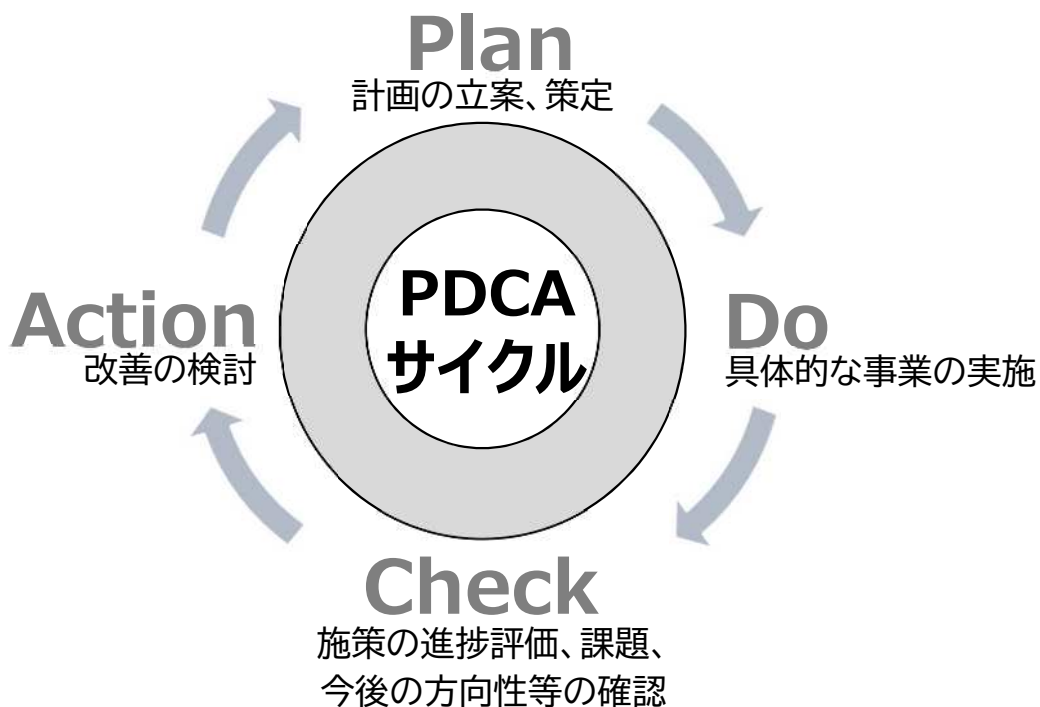 Plan
計画の立案、策定
PDCA
サイクル
Action
改善の検討
Do
具体的な事業の実施
Check
施策の進捗評価、課題、
今後の方向性等の確認